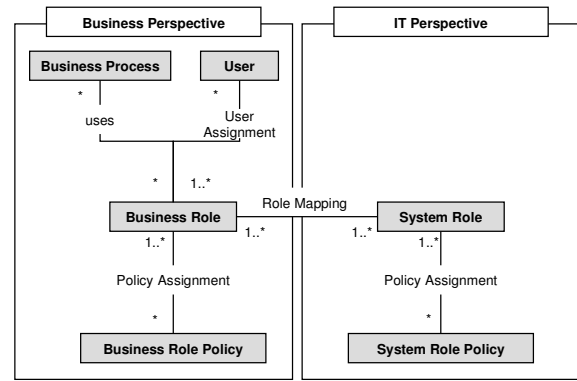 Business Perspective
IT Perspective
Business Process
User
*
*
uses
User
Assignment
*
1..*
Role Mapping
Business Role
System Role
1..*
1..*
1..*
1..*
Policy Assignment
Policy Assignment
*
*
Business Role Policy
System Role Policy